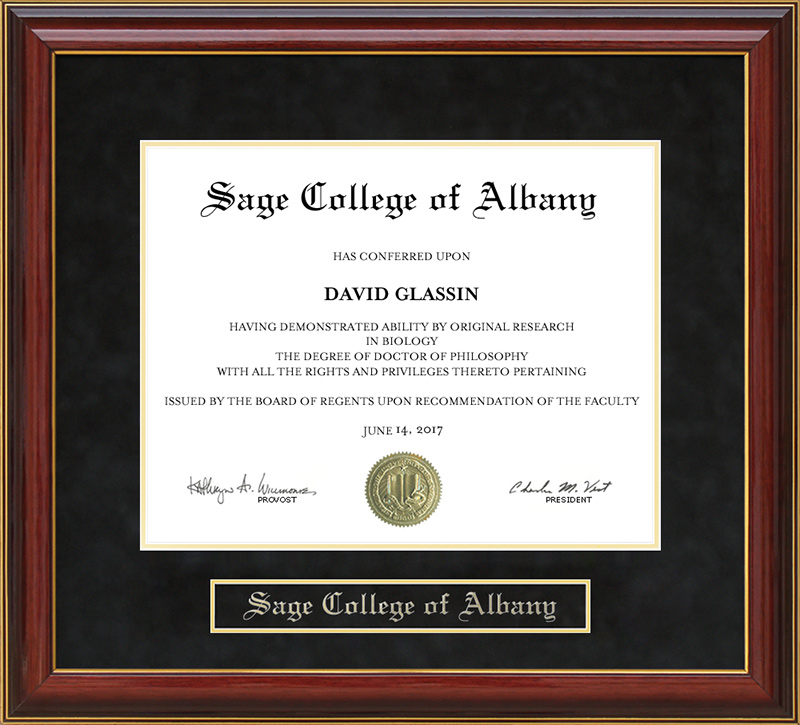 Sage College of Albany
HAS CONFERRED UPON
DAVID GLASSIN
HAVING DEMONSTRATED ABILITY BY ORIGINAL RESEARCH
IN BIOLOGY
THE DEGREE OF DOCTOR OF PHILOSOPHY
WITH ALL THE RIGHTS AND PRIVILEGES THERETO PERTAINING
ISSUED BY THE BOARD OF REGENTS UPON RECOMMENDATION OF THE FACULTY
JUNE 14, 2017
Charles M. Vest
PROVOST
PRESIDENT
Sage College of Albany